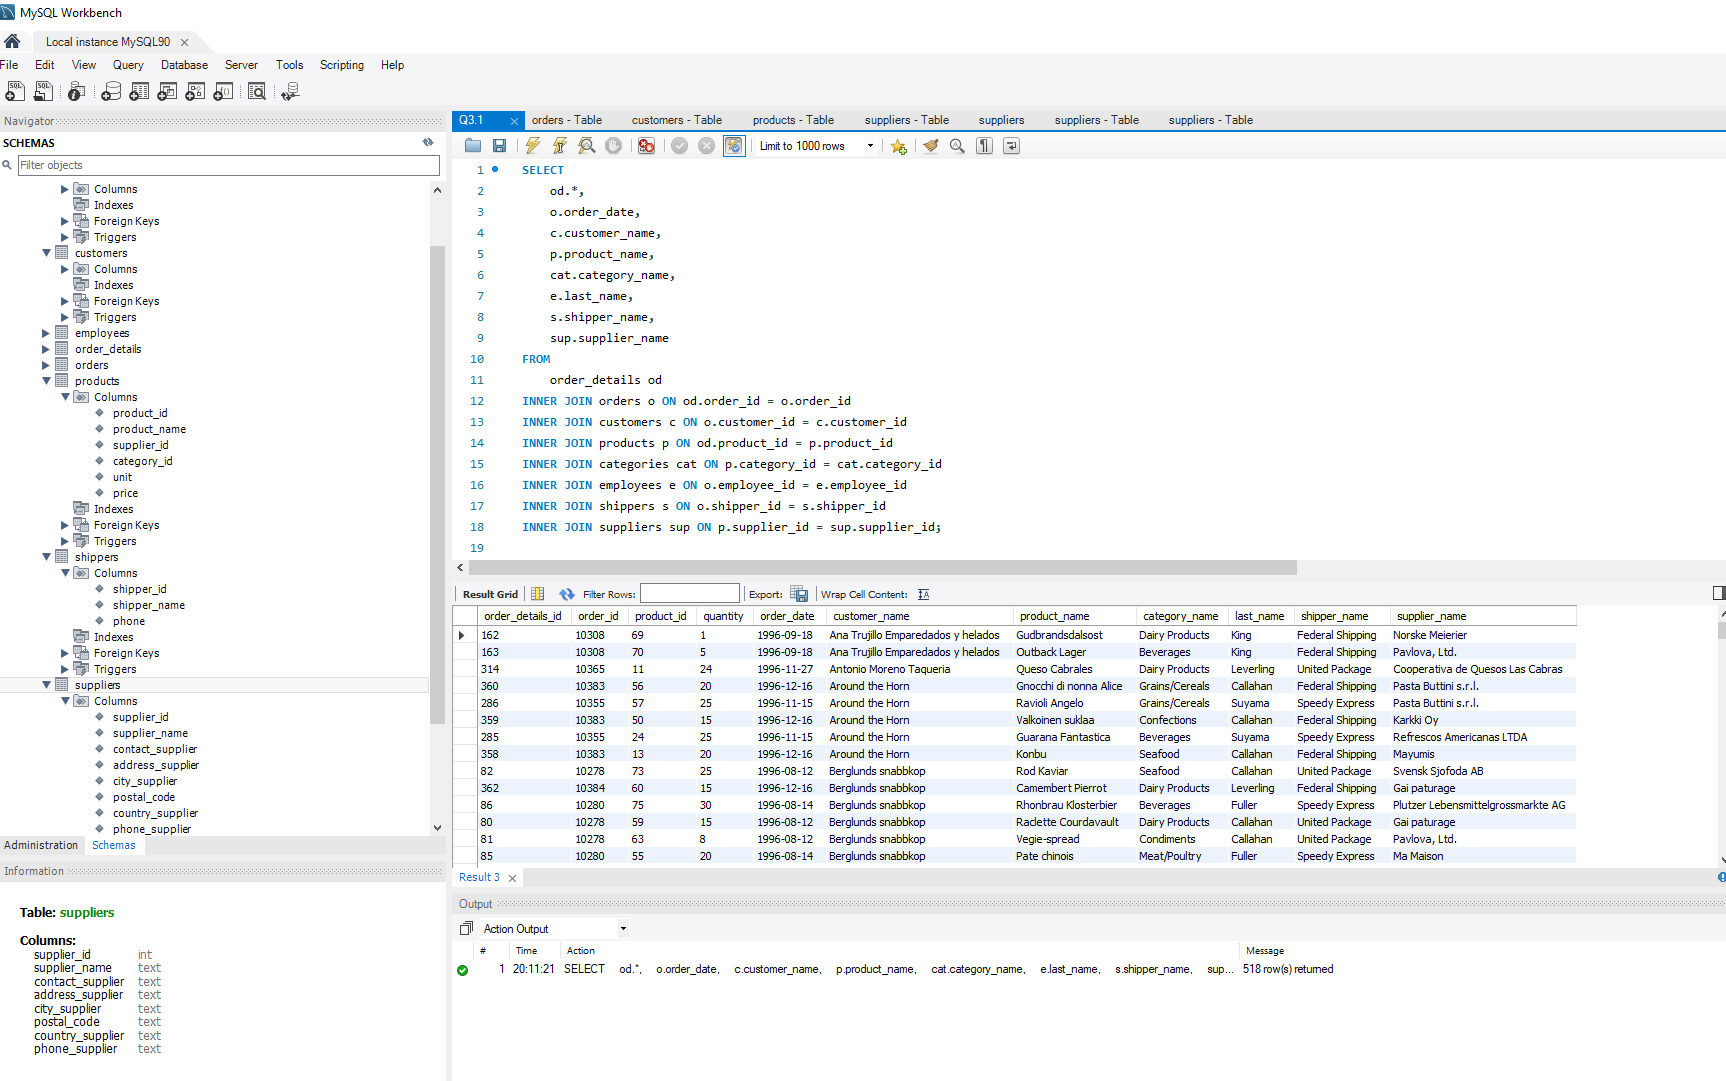 MySQL Workbench
Local instance MySQL90
File Edit View Query Database Server Tools Scripting Help
Navigator
SCHEMAS
Filter objects
Columns
Indexes
Foreign Keys
Triggers
customers
Columns
Indexes
Foreign Keys
Triggers
employees
order_details
orders
products
Columns
product_id
product_name
supplier_id
category_id
unit
price
Indexes
Foreign Keys
Triggers
shippers
Columns
shipper_id
shipper_name
phone
Indexes
Foreign Keys
Triggers
suppliers
Columns
supplier_id
supplier_name
contact_supplier
address_supplier
city_supplier
postal_code
country_supplier
phone_supplier
Administration Schemas
Information
Table: suppliers
Columns:
supplier_id int
supplier_name text
contact_supplier text
address_supplier text
city_supplier text
postal_code text
country_supplier text
phone_supplier text
Q3.1 orders - Table customers - Table products - Table suppliers - Table suppliers suppliers - Table suppliers - Table
Limit to 1000 rows
1 SELECT
2 od.*,
3 o.order_date,
4 c.customer_name,
5 p.product_name,
6 cat.category_name,
7 e.last_name,
8 s.shipper_name,
9 sup.supplier_name
10 FROM
11 order_details od
12 INNER JOIN orders o ON od.order_id = o.order_id
13 INNER JOIN customers c ON o.customer_id = c.customer_id
14 INNER JOIN products p ON od.product_id = p.product_id
15 INNER JOIN categories cat ON p.category_id = cat.category_id
16 INNER JOIN employees e ON o.employee_id = e.employee_id
17 INNER JOIN shippers s ON o.shipper_id = s.shipper_id
18 INNER JOIN suppliers sup ON p.supplier_id = sup.supplier_id;
19
Result Grid Filter Rows: Export: Wrap Cell Content:
order_details_id order_id product_id quantity order_date customer_name product_name category_name last_name shipper_name supplier_name
162 10308 69 1 1996-09-18 Ana Trujillo Emparedados y helados Gudbrandsdalsost Dairy Products King Federal Shipping Norske Meierier
163 10308 70 5 1996-09-18 Ana Trujillo Emparedados y helados Outback Lager Beverages King Federal Shipping Pavlova, Ltd.
314 10365 11 24 1996-11-27 Antonio Moreno Taqueria Queso Cabrales Dairy Products Leverling United Package Cooperativa de Quesos Las Cabras
360 10383 56 20 1996-12-16 Around the Horn Gnocchi di nonna Alice Grains/Cereals Callahan Federal Shipping Pasta Buttini s.r.l.
286 10355 57 25 1996-11-15 Around the Horn Ravioli Angelo Grains/Cereals Suyama Speedy Express Pasta Buttini s.r.l.
359 10383 50 15 1996-12-16 Around the Horn Valkoinen suklaa Confections Callahan Federal Shipping Karkki Oy
285 10355 24 25 1996-11-15 Around the Horn Guarana Fantastica Beverages Suyama Speedy Express Refrescos Americanas LTDA
358 10383 13 20 1996-12-16 Around the Horn Konbu Seafood Callahan Federal Shipping Mayumis
82 10278 73 25 1996-08-12 Berglunds snabbkop Rod Kaviar Seafood Callahan United Package Svensk Sjofoda AB
362 10384 60 15 1996-12-16 Berglunds snabbkop Camembert Pierrot Dairy Products Leverling Federal Shipping Gai paturage
86 10280 75 30 1996-08-14 Berglunds snabbkop Rhonbrau Klosterbier Beverages Fuller Speedy Express Plutzer Lebensmittelgrossmarkte AG
80 10278 59 15 1996-08-12 Berglunds snabbkop Radette Courdavault Dairy Products Callahan United Package Gai paturage
81 10278 63 8 1996-08-12 Berglunds snabbkop Vegie-spread Condiments Callahan United Package Pavlova, Ltd.
85 10280 55 20 1996-08-14 Berglunds snabbkop Pate chinois Meat/Poultry Fuller Speedy Express Ma Maison
Result 3
Output
Action Output
# Time Action Message
1 20:11:21 SELECT od.*, o.order_date, c.customer_name, p.product_name, cat.category_name, e.last_name, s.shipper_name, sup... 518 row(s) returned